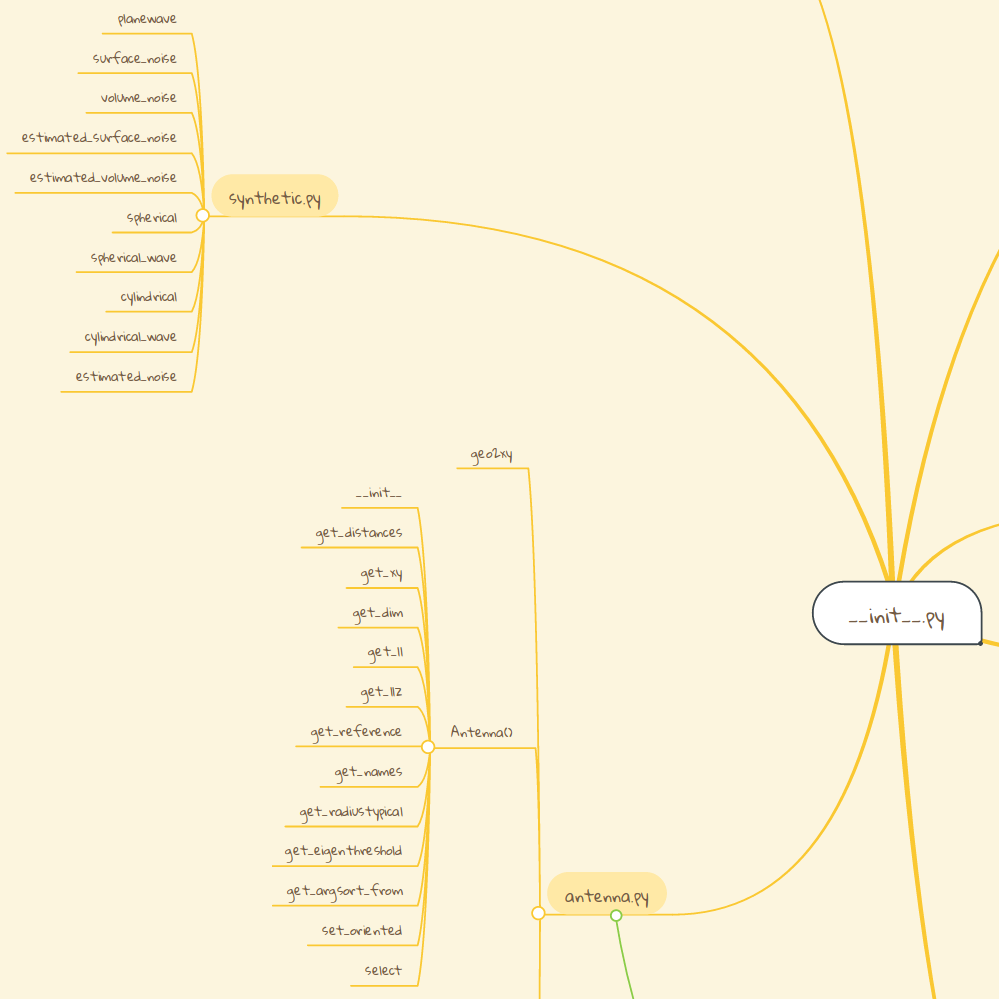 planewave
surface_noise
volume_noise
estimated_surface_noise
estimated_volume_noise
synthetic.py
spherical
spherical_wave
cylindrical
cylindrical_wave
estimated_noise
geo2xy
__init__
get_distances
get_xy
get_dim
get_ll
get_llz
get_reference
Antenna()
get_names
get_radiustypical
get_eigenthreshold
get_argsort_from
set_oriented
select
antenna.py
__init__.py